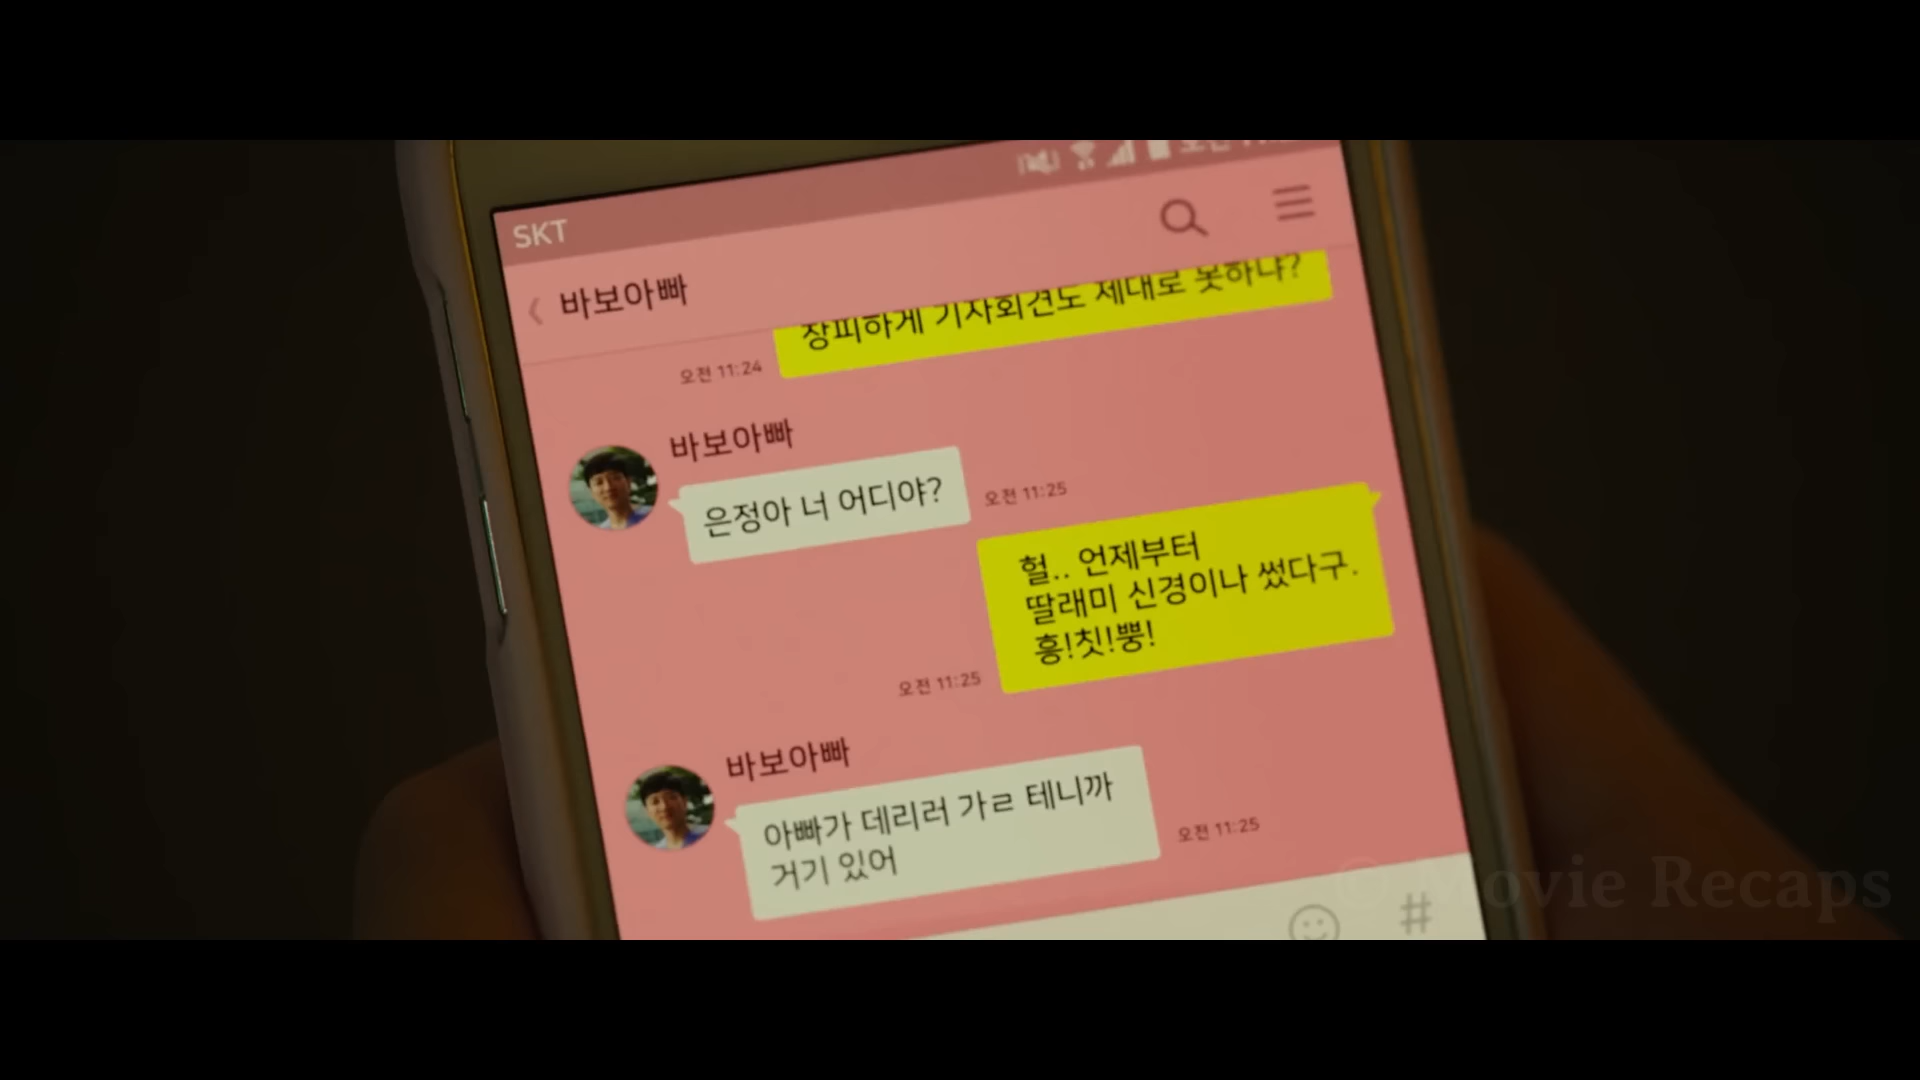 SKT
바보아빠
장피하게 기자회견도 제대로 못하냐?
오전 11:24
바보아빠
은정아 너 어디야?
오전 11:25
헐.. 언제부터
딸래미 신경이나 썼다구.
흥!칫!뿡!
오전 11:25
바보아빠
아빠가 데리러 가ㄹ 테니까
거기 있어
오전 11:25
#
© Movie Recaps